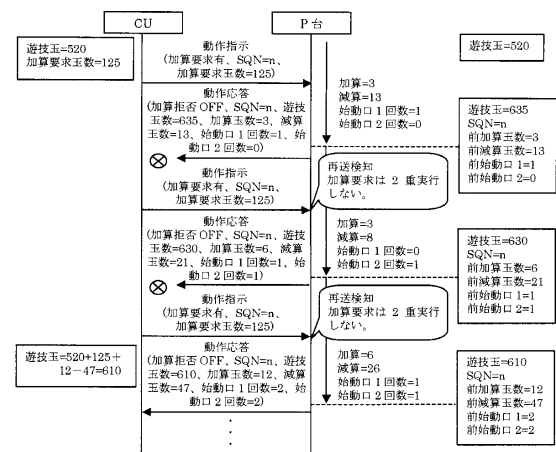 CU
P台
遊技玉=520
加算要求玉数=125
動作指示
(加算要求有、SQN=n、
加算要求玉数=125)
遊技玉=520
加算=3
減算=13
始動口1回数=1
始動口2回数=0
動作応答
(加算拒否OFF、SQN=n、遊技
玉数=635、加算玉数=3、減算
玉数=13、始動口1回数=1、始
動口2回数=0)
遊技玉=635
SQN=n
前加算玉数=3
前減算玉数=13
前始動口1=1
前始動口2=0
動作指示
(加算要求有、SQN=n、
加算要求玉数=125)
再送検知
加算要求は2重実行
しない。
加算=3
減算=8
始動口1回数=0
始動口2回数=1
動作応答
(加算拒否OFF、SQN=n、遊技
玉数=630、加算玉数=6、減算
玉数=21、始動口1回数=1、始
動口2回数=1)
遊技玉=630
SQN=n
前加算玉数=6
前減算玉数=21
前始動口1=1
前始動口2=1
動作指示
(加算要求有、SQN=n、
加算要求玉数=125)
再送検知
加算要求は2重実行
しない。
加算=6
減算=26
始動口1回数=1
始動口2回数=1
遊技玉=520+125+
12－47=610
動作応答
(加算拒否OFF、SQN=n、遊技
玉数=610、加算玉数=12、減算
玉数=47、始動口1回数=2、始
動口2回数=2)
遊技玉=610
SQN=n
前加算玉数=12
前減算玉数=47
前始動口1=2
前始動口2=2